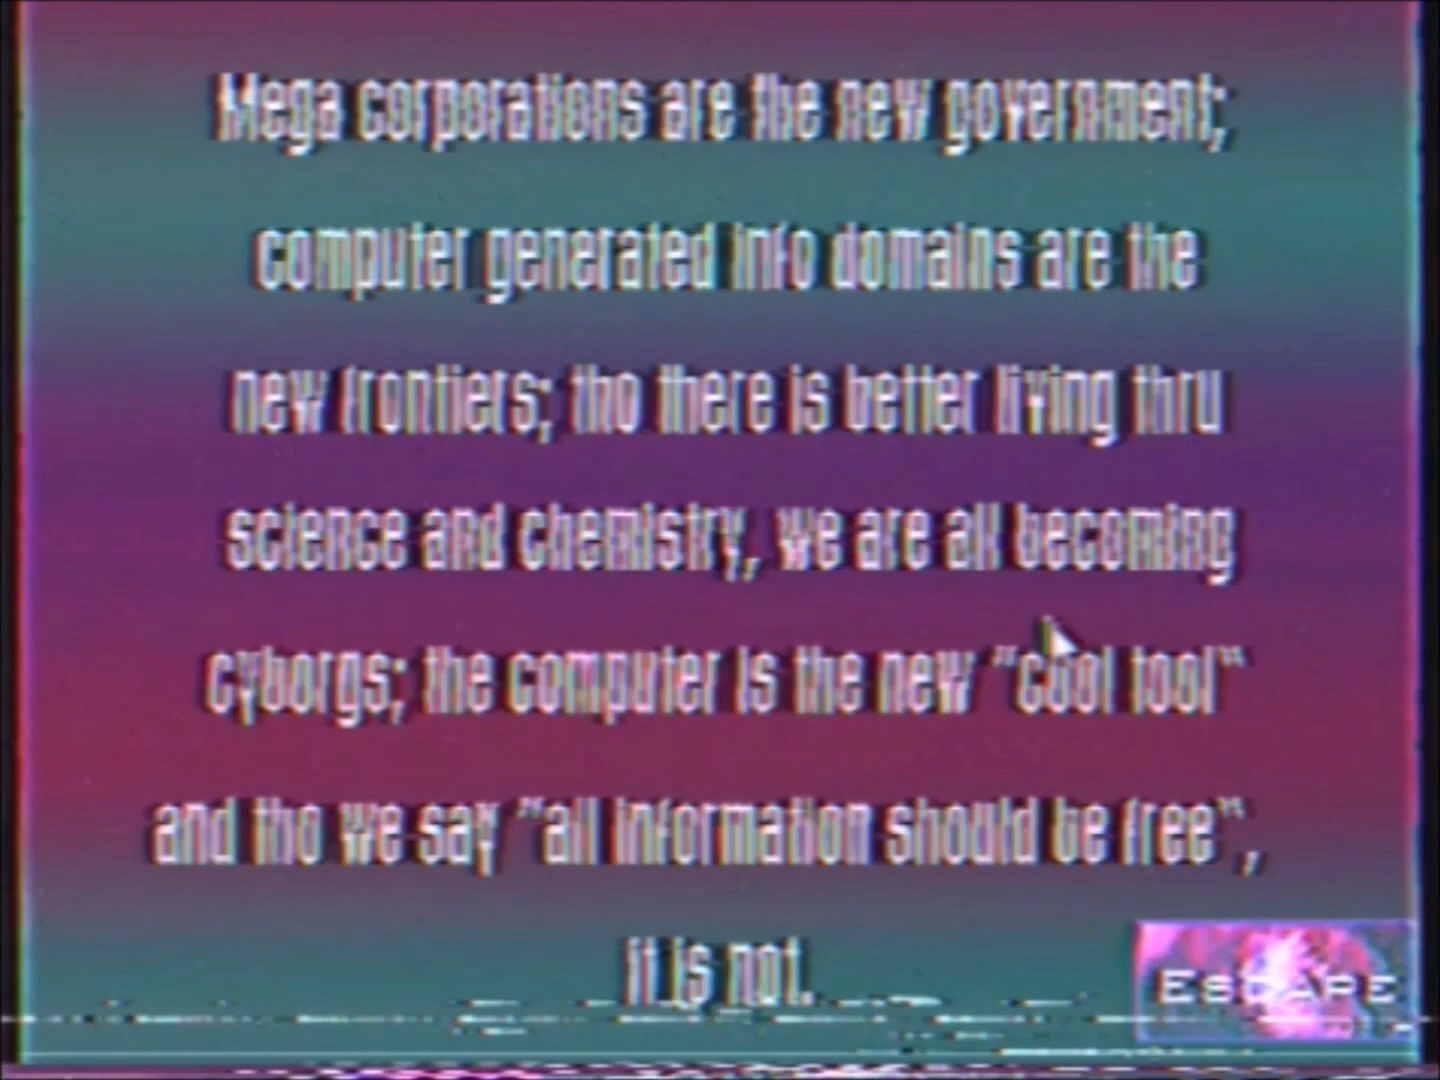 Mega corporations are the new government;
computer generated info domains are the
new frontiers; tho there is better living thru
science and chemistry, we are all becoming
cyborgs; the computer is the new "cool tool"
and tho we say "all information should be free",
it is not.
EsCAPE